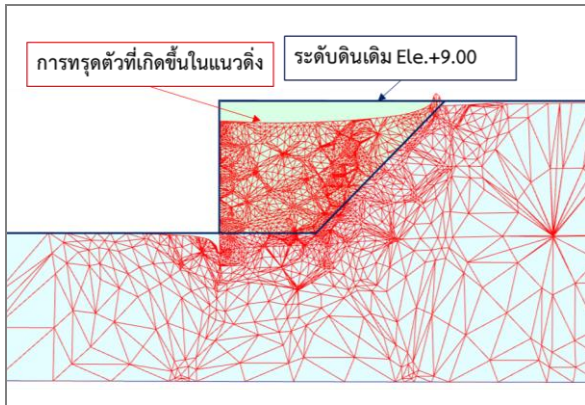 การทรุดตัวที่เกิดขึ้นในแนวดิ่ง
ระดับดินเดิม Ele.+9.00